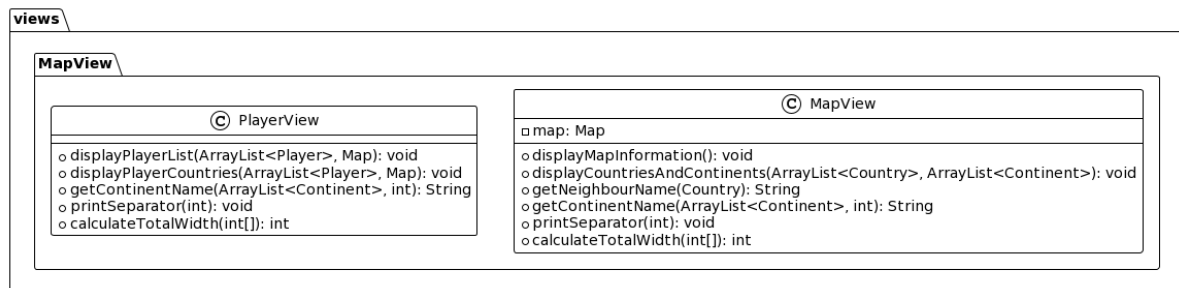 views
MapView
C PlayerView
displayPlayerList(ArrayList<Player>, Map): void
displayPlayerCountries(ArrayList<Player>, Map): void
getContinentName(ArrayList<Continent>, int): String
printSeparator(int): void
calculateTotalWidth(int[]): int
C MapView
map: Map
displayMapInformation(): void
displayCountriesAndContinents(ArrayList<Country>, ArrayList<Continent>): void
getNeighbourName(Country): String
getContinentName(ArrayList<Continent>, int): String
printSeparator(int): void
calculateTotalWidth(int[]): int